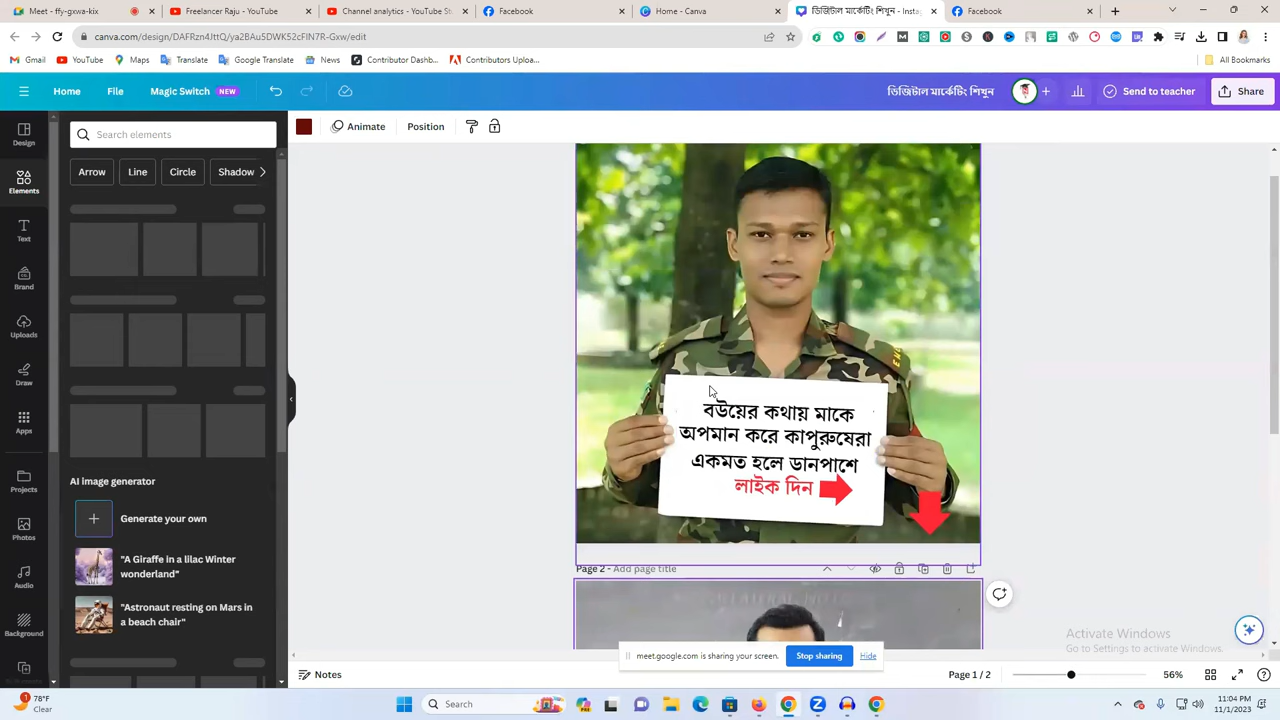 Meet - ffy-gxwa-kix
Freelancer Raju - YouTube
Channel analytics - YouTube St
Facebook
Home - Canva
ডিজিটাল মার্কেটিং শিখুন - Insta
Facebook
canva.com/design/DAFRzn4JttQ/ya2BAuSDWK52cFIN7R-Gxw/edit
Gmail
YouTube
Maps
Translate
Google Translate
News
Contributor Dashb...
Contributors Uploa...
All Bookmarks
Home
File
Magic Switch NEW
ডিজিটাল মার্কেটিং শিখুন
Send to teacher
Share
Design
Elements
Text
Brand
Uploads
Draw
Apps
Projects
Photos
Audio
Background
Search elements
Arrow
Line
Circle
Shadow
AI image generator
Generate your own
"A Giraffe in a lilac Winter
wonderland"
"Astronaut resting on Mars in
a beach chair"
Animate
Position
বউয়ের কথায় মাকে
অপমান করে কাপুরুষেরা
একমত হলে ডানপাশে
লাইক দিন
Page 2 - Add page title
meet.google.com is sharing your screen.
Stop sharing
Hide
Activate Windows
Go to Settings to activate Windows.
Notes
Page 1 / 2
56%
1
78°F
Clear
Search
11:04 PM
11/1/2023